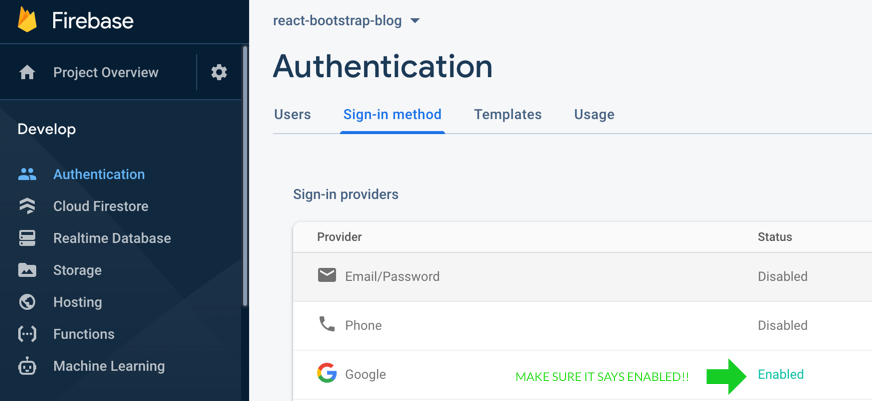 Firebase
Project Overview
Develop
Authentication
Cloud Firestore
Realtime Database
Storage
Hosting
Functions
Machine Learning
react-bootstrap-blog
Authentication
Users Sign-in method Templates Usage
Sign-in providers
Provider Status
Email/Password Disabled
Phone Disabled
Google MAKE SURE IT SAYS ENABLED!! Enabled